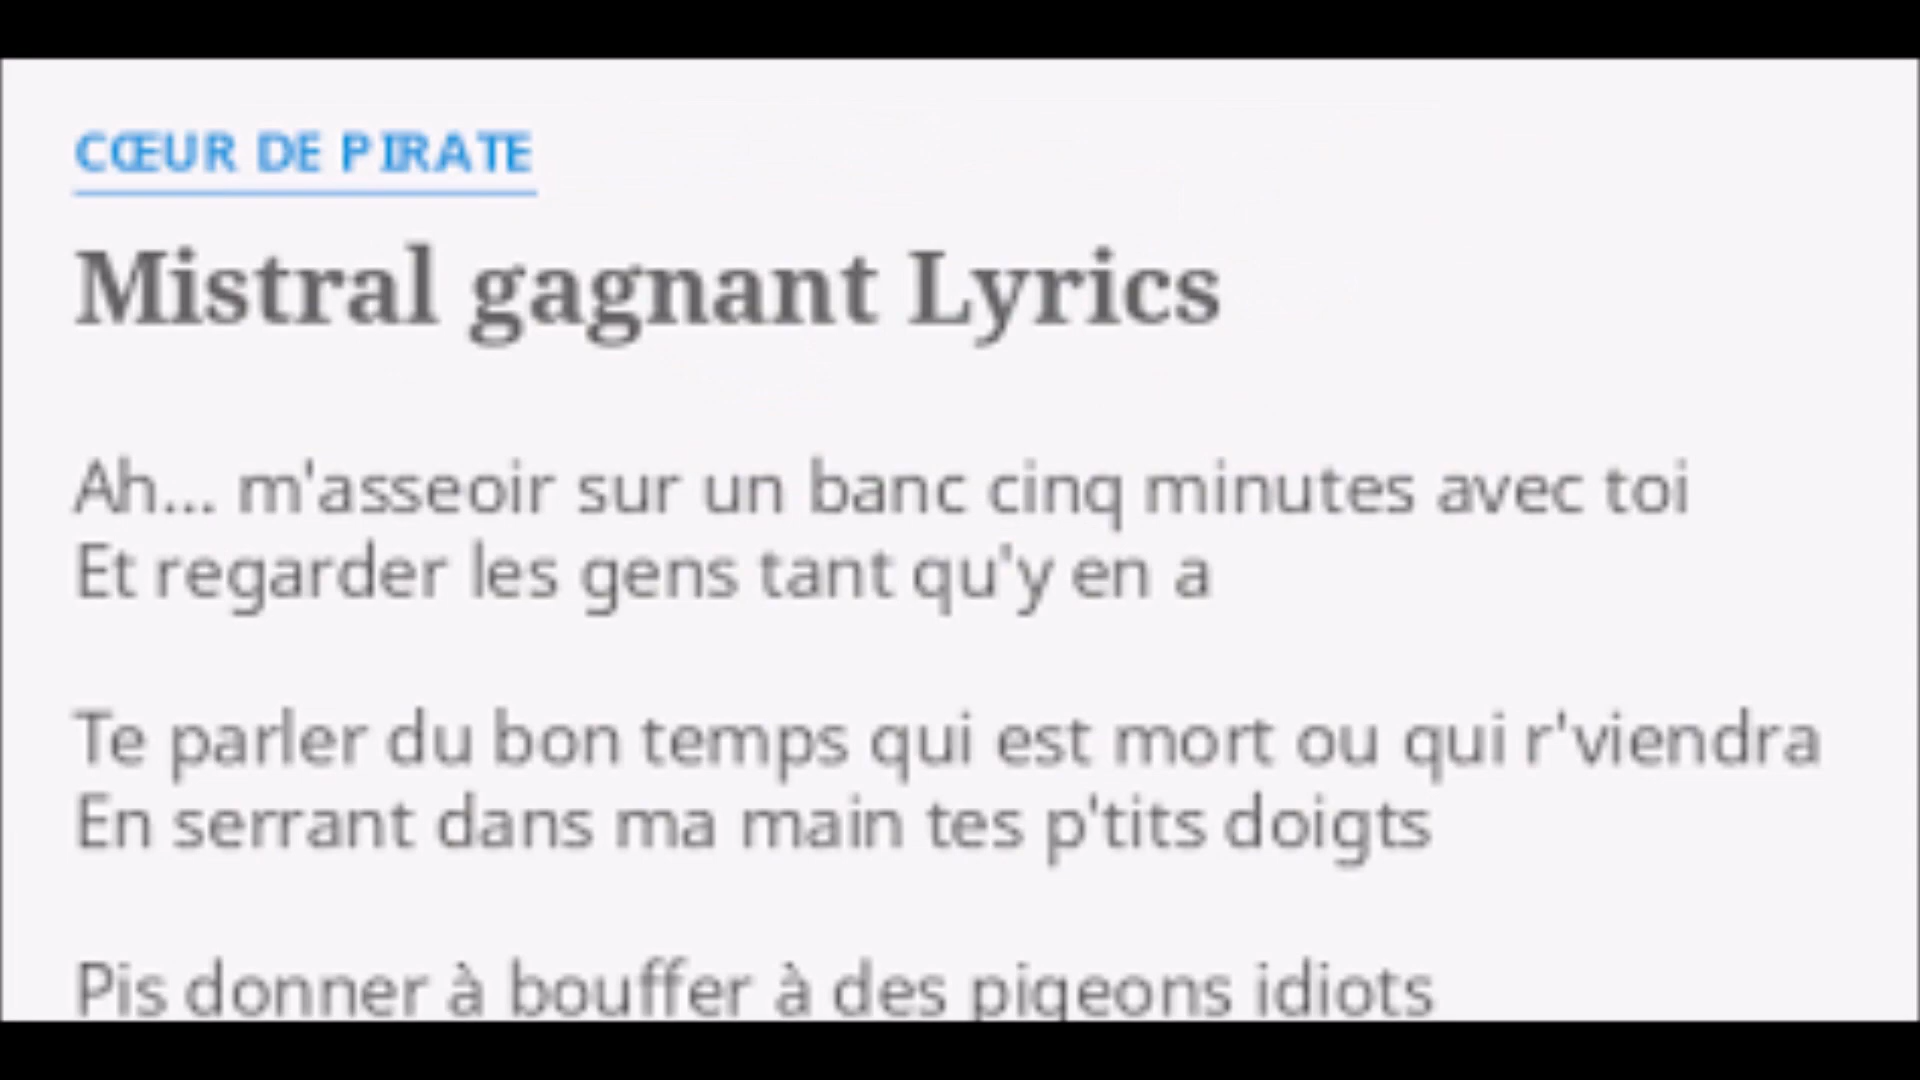 CŒUR DE PIRATE
Mistral gagnant Lyrics
Ah... m'asseoir sur un banc cinq minutes avec toi
Et regarder les gens tant qu'y en a
Te parler du bon temps qui est mort ou qui r'viendra
En serrant dans ma main tes p'tits doigts
Pis donner à bouffer à des pigeons idiots